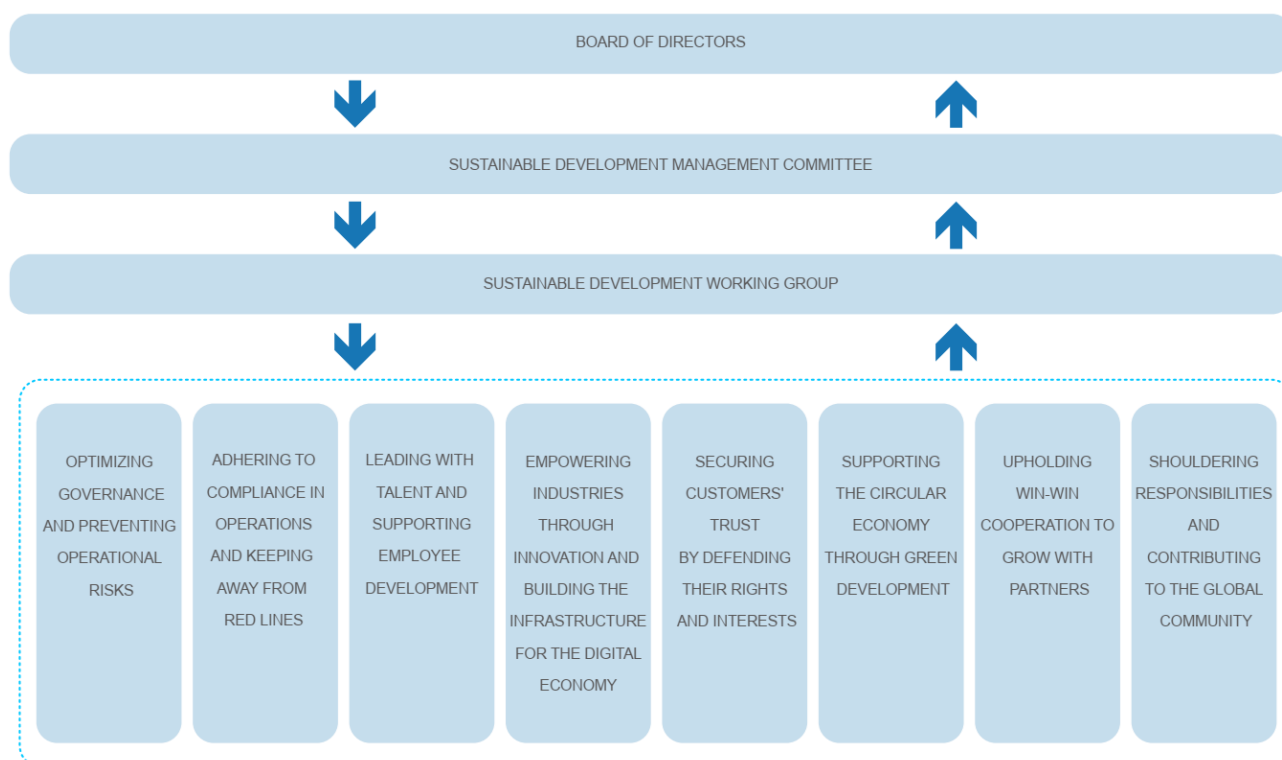 BOARD OF DIRECTORS
SUSTAINABLE DEVELOPMENT MANAGEMENT COMMITTEE
SUSTAINABLE DEVELOPMENT WORKING GROUP
OPTIMIZING
GOVERNANCE
AND PREVENTING
OPERATIONAL
RISKS
ADHERING TO
COMPLIANCE IN
OPERATIONS
AND KEEPING
AWAY FROM
RED LINES
LEADING WITH
TALENT AND
SUPPORTING
EMPLOYEE
DEVELOPMENT
EMPOWERING
INDUSTRIES
THROUGH
INNOVATION AND
BUILDING THE
INFRASTRUCTURE
FOR THE DIGITAL
ECONOMY
SECURING
CUSTOMERS'
TRUST
BY DEFENDING
THEIR RIGHTS
AND INTERESTS
SUPPORTING
THE CIRCULAR
ECONOMY
THROUGH GREEN
DEVELOPMENT
UPHOLDING
WIN-WIN
COOPERATION TO
GROW WITH
PARTNERS
SHOULDERING
RESPONSIBILITIES
AND
CONTRIBUTING
TO THE GLOBAL
COMMUNITY